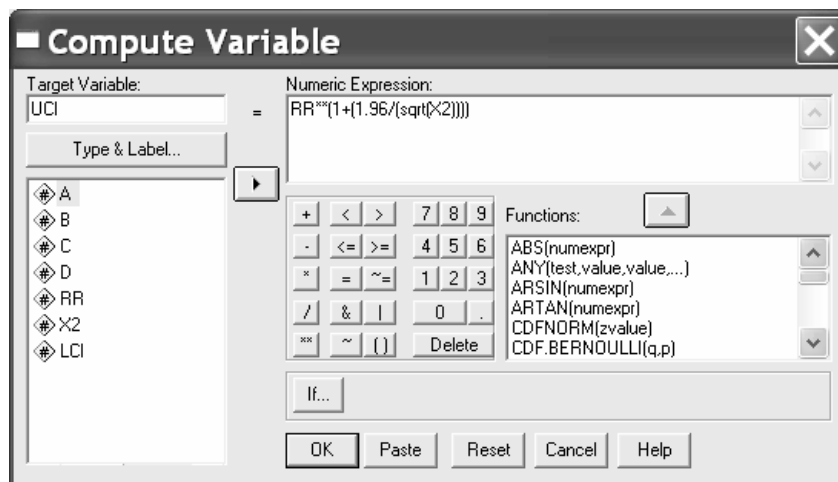 Compute Variable
Target Variable:
UCI
=
Numeric Expression:
RR**(1+(1.96/(sqrt(X2))))
Type & Label...
A
B
C
D
RR
X2
LCI
+ < > 7 8 9
- <= >= 4 5 6
* = ~= 1 2 3
/ & | 0 .
** ~ () Delete
Functions:
ABS(numexpr)
ANY(test,value,value,...)
ARSIN(numexpr)
ARTAN(numexpr)
CDFNORM(zvalue)
CDF.BERNOULLI(q,p)
If...
OK Paste Reset Cancel Help